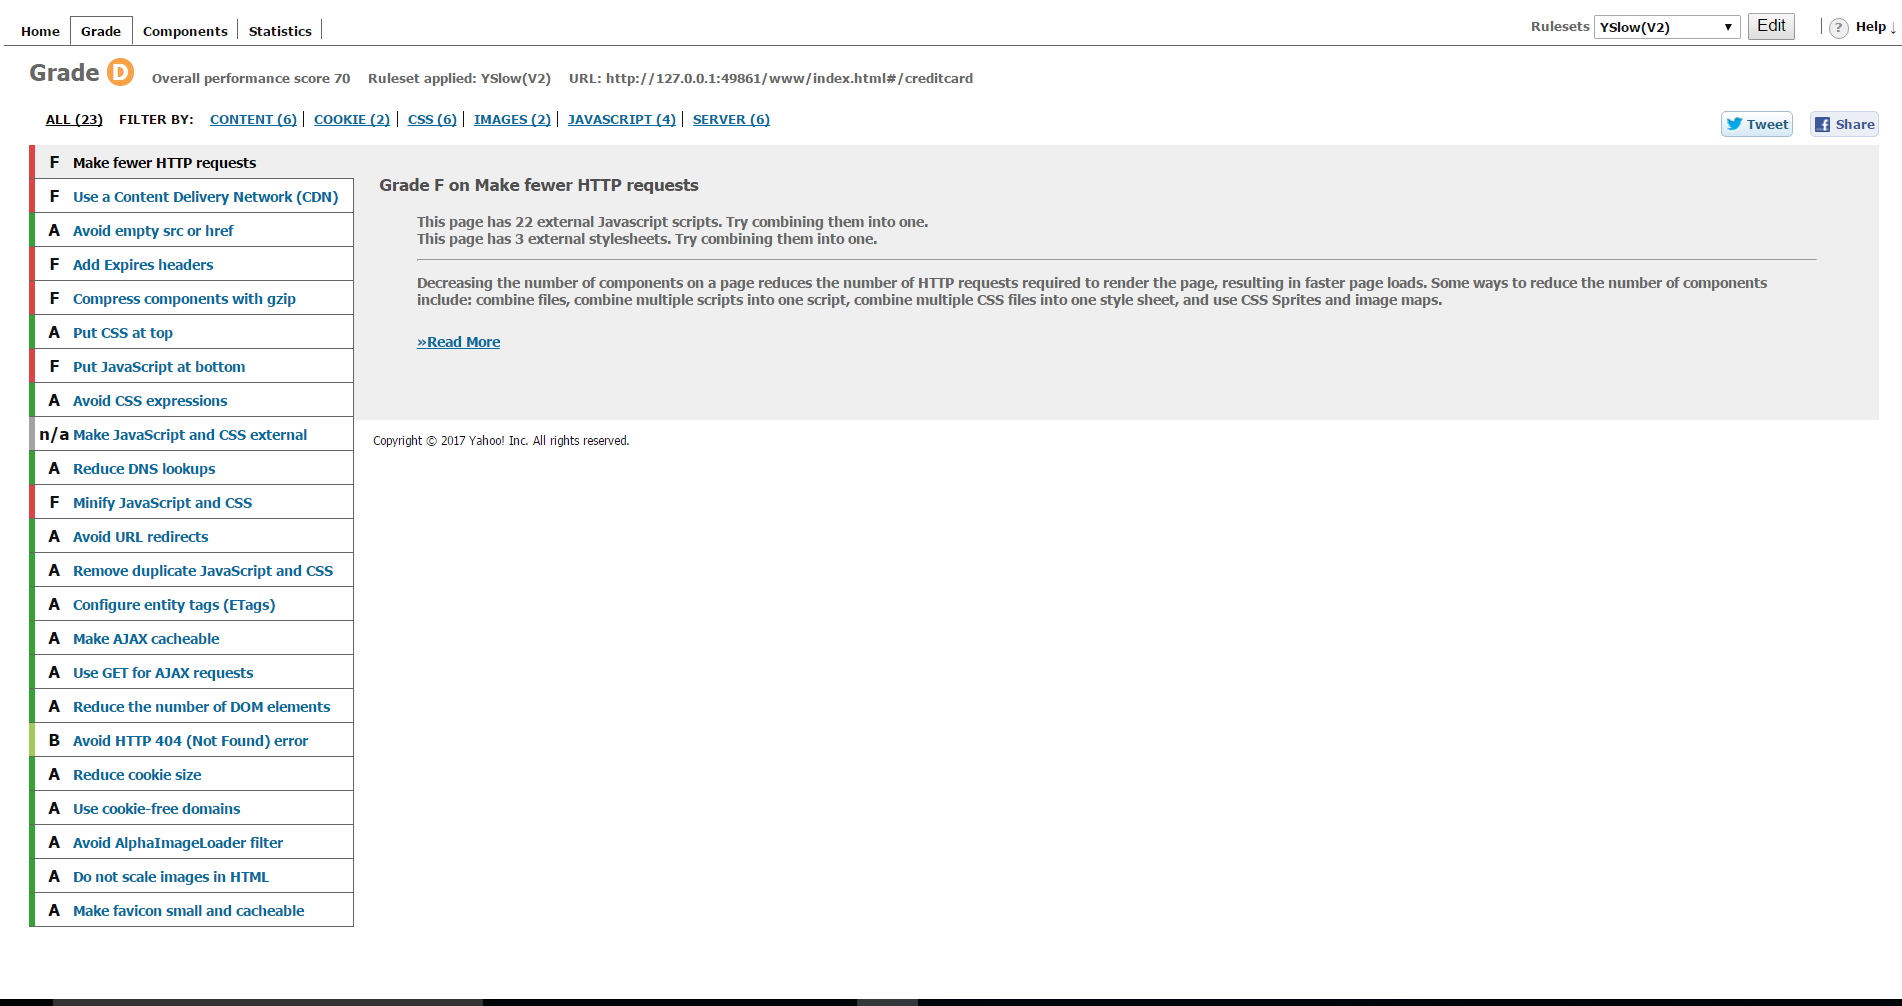 Home Grade Components Statistics Rulesets YSlow(V2) ▼ Edit ? Help ↓
Grade D Overall performance score 70 Ruleset applied: YSlow(V2) URL: http://127.0.0.1:49861/www/index.html#/creditcard
ALL (23) FILTER BY: CONTENT (6) COOKIE (2) CSS (6) IMAGES (2) JAVASCRIPT (4) SERVER (6) Tweet Share
F Make fewer HTTP requests
F Use a Content Delivery Network (CDN)
A Avoid empty src or href
F Add Expires headers
F Compress components with gzip
A Put CSS at top
F Put JavaScript at bottom
A Avoid CSS expressions
n/a Make JavaScript and CSS external
A Reduce DNS lookups
F Minify JavaScript and CSS
A Avoid URL redirects
A Remove duplicate JavaScript and CSS
A Configure entity tags (ETags)
A Make AJAX cacheable
A Use GET for AJAX requests
A Reduce the number of DOM elements
B Avoid HTTP 404 (Not Found) error
A Reduce cookie size
A Use cookie-free domains
A Avoid AlphaImageLoader filter
A Do not scale images in HTML
A Make favicon small and cacheable
Grade F on Make fewer HTTP requests
This page has 22 external Javascript scripts. Try combining them into one.
This page has 3 external stylesheets. Try combining them into one.
Decreasing the number of components on a page reduces the number of HTTP requests required to render the page, resulting in faster page loads. Some ways to reduce the number of components
include: combine files, combine multiple scripts into one script, combine multiple CSS files into one style sheet, and use CSS Sprites and image maps.
»Read More
Copyright © 2017 Yahoo! Inc. All rights reserved.